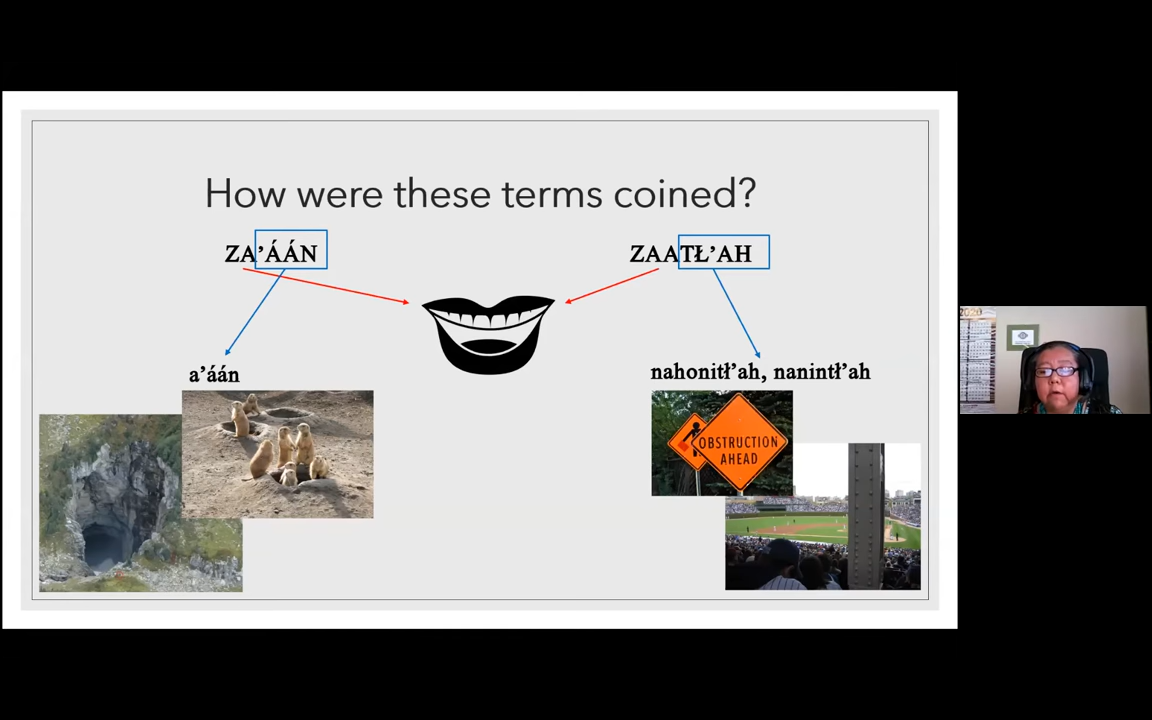 How were these terms coined?
ZA’ÁÁN
ZAATŁ’AH
a’áán
nahonitł’ah, nanintł’ah
OBSTRUCTION
AHEAD